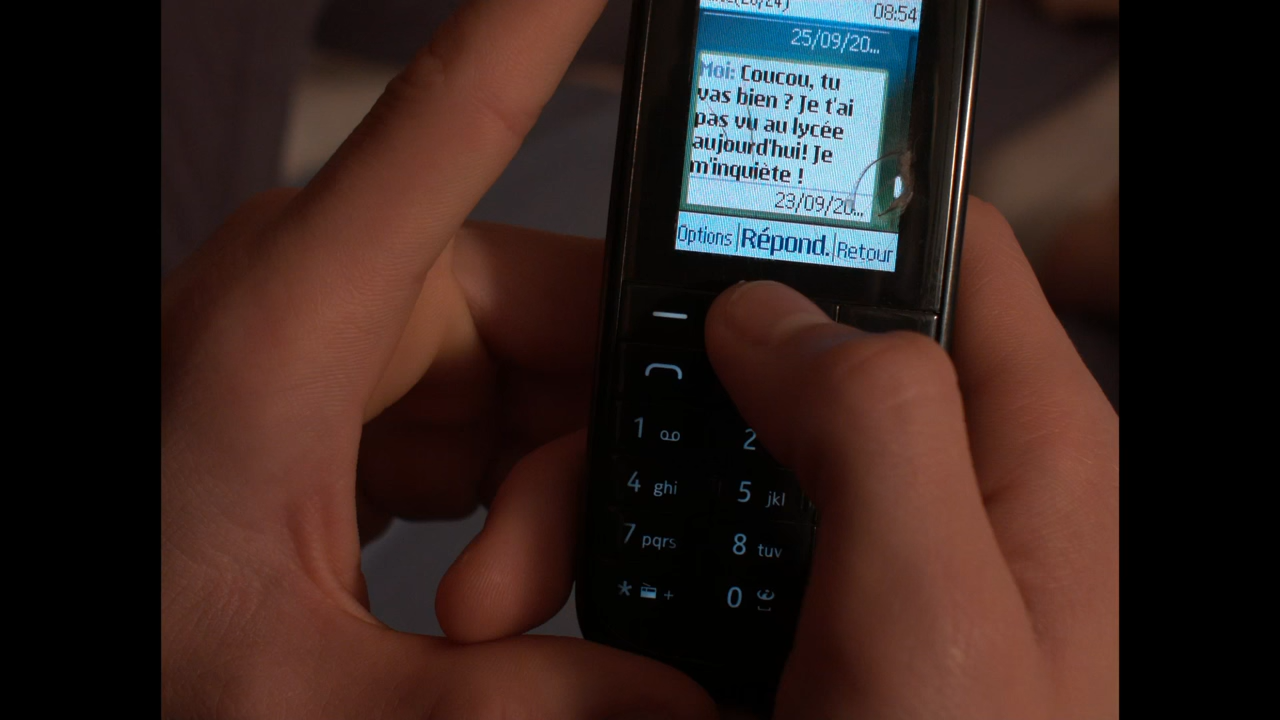 08:54
25/09/20...
Moi: Coucou, tu
vas bien ? Je t'ai
pas vu au lycée
aujourd'hui! Je
m'inquiète !
23/09/20...
Options Répond. Retour
1
2
4 ghi
5 jkl
7 pqrs
8 tuv
* +
0